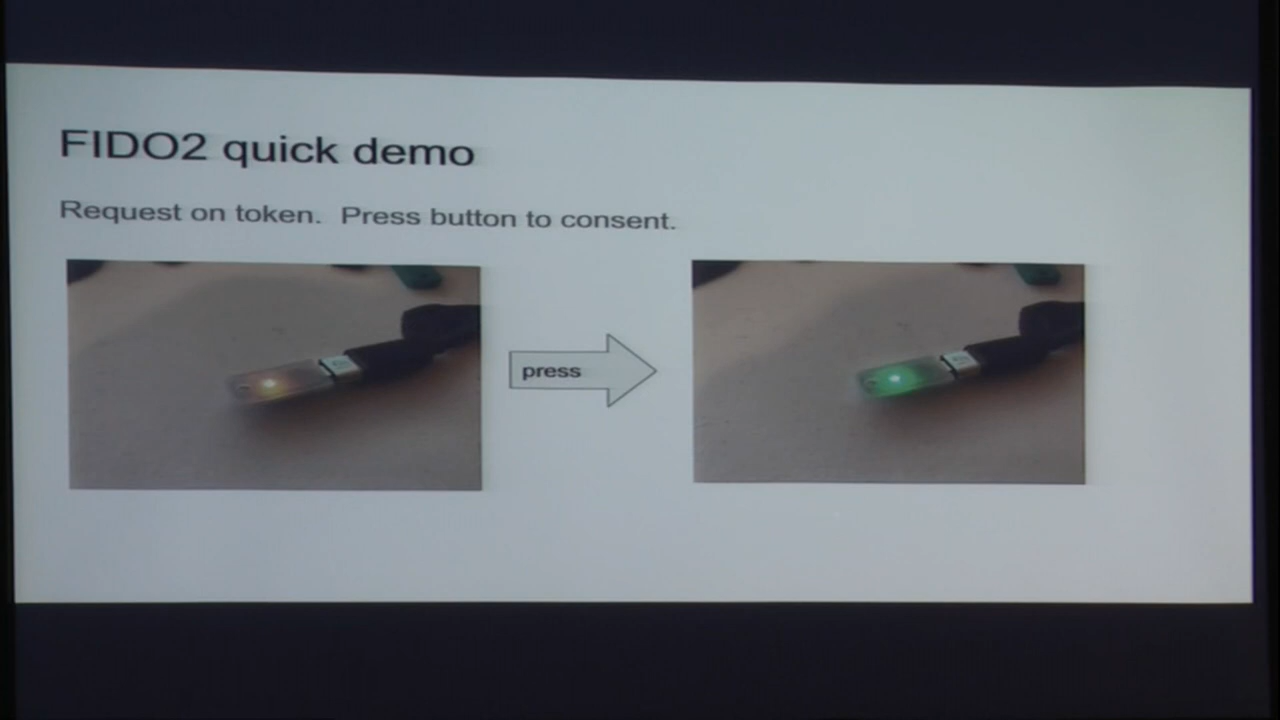 FIDO2 quick demo
Request on token.  Press button to consent.
press